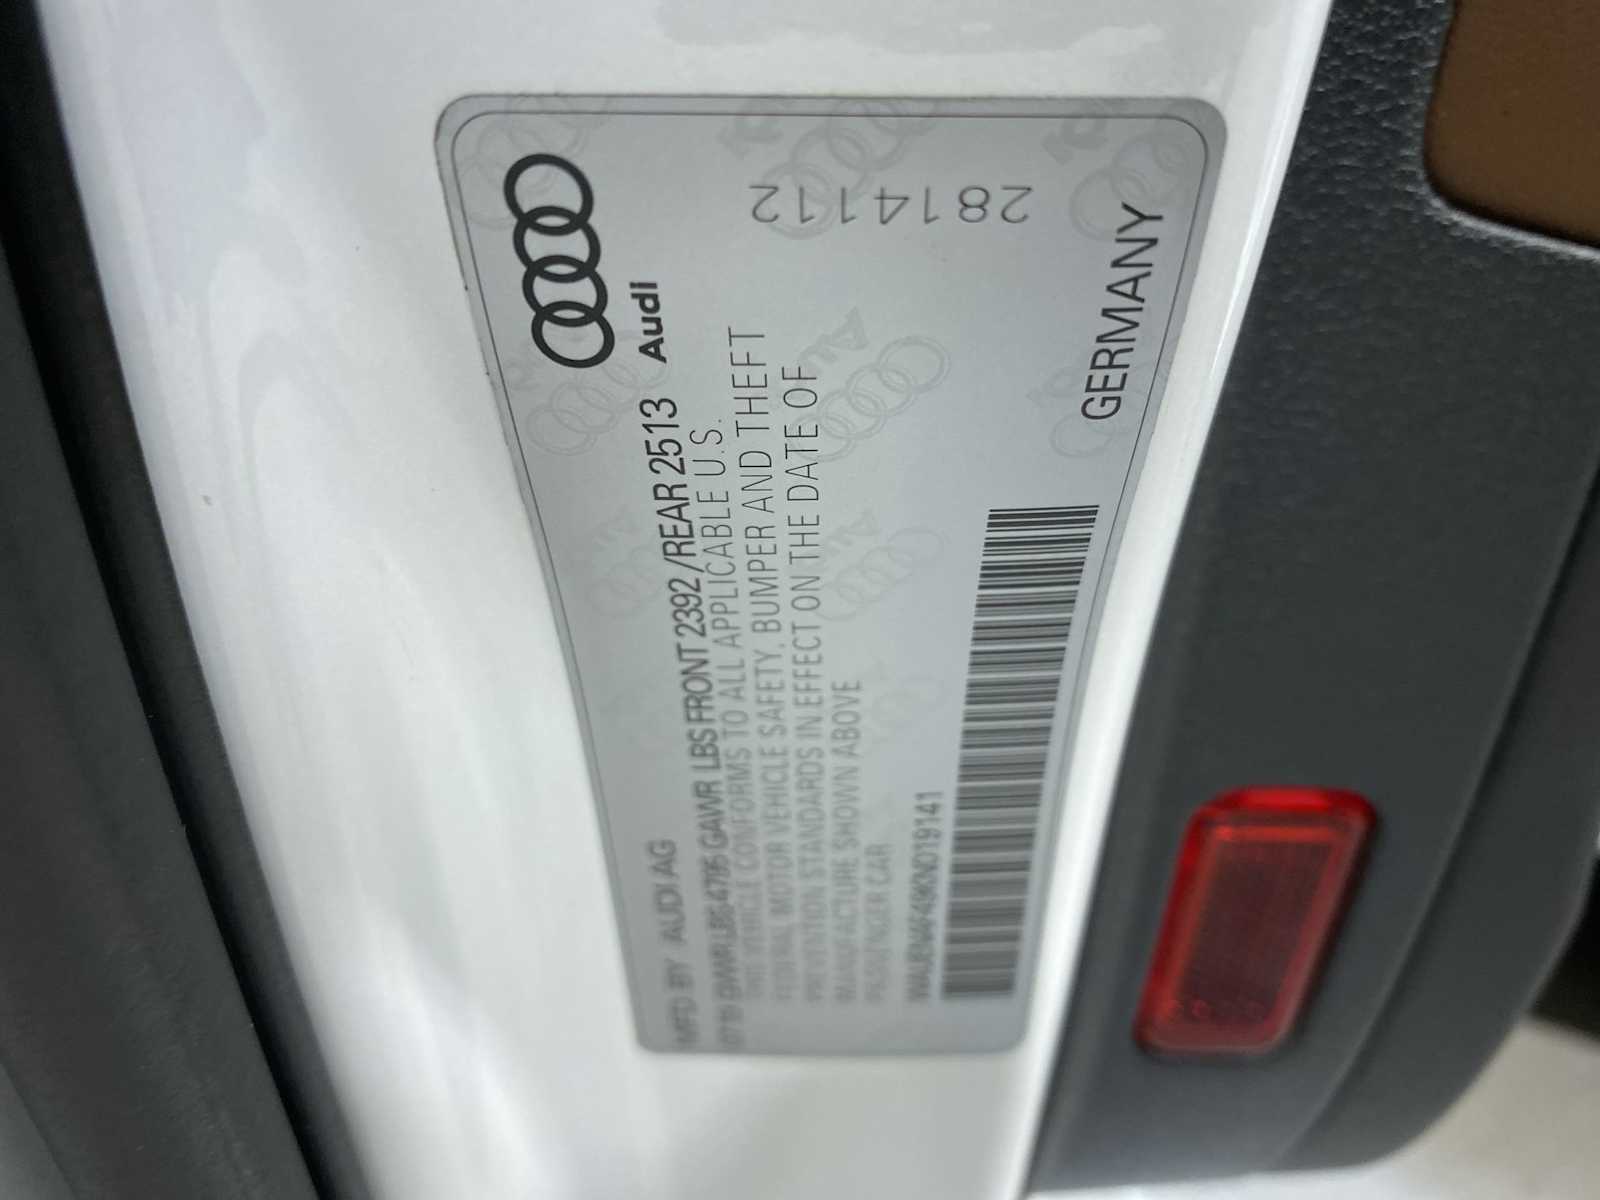 Audi
MFD BY AUDI AG
07/19 GVWR LBS 4795 GAWR LBS FRONT 2392/REAR 2513
THIS VEHICLE CONFORMS TO ALL APPLICABLE U.S.
FEDERAL MOTOR VEHICLE SAFETY, BUMPER AND THEFT
PREVENTION STANDARDS IN EFFECT ON THE DATE OF
MANUFACTURE SHOWN ABOVE
PASSENGER CAR
2814112
GERMANY